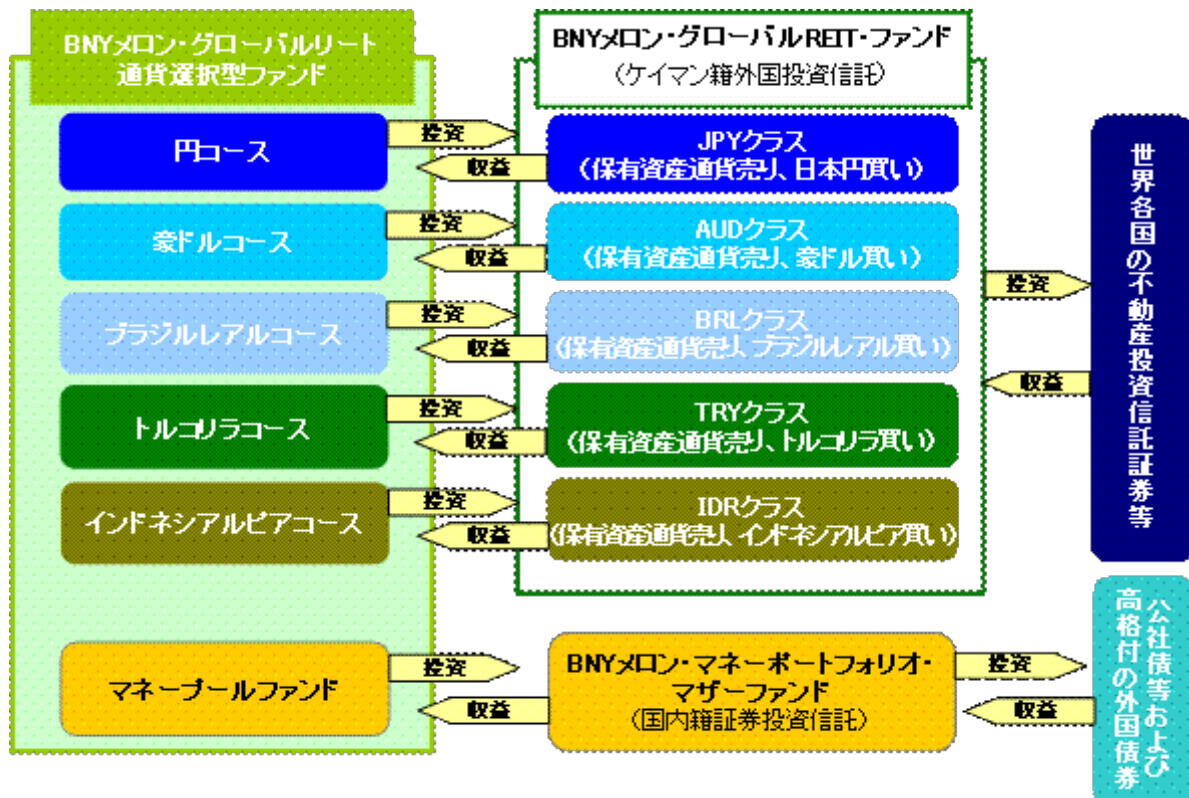 BNYメロン・グローバルリート
通貨選択型ファンド
BNYメロン・グローバルREIT・ファンド
（ケイマン籍外国投資信託）
円コース
投資
収益
JPYクラス
（保有資産通貨売り、日本円買い）
豪ドルコース
投資
収益
AUDクラス
（保有資産通貨売り、豪ドル買い）
ブラジルレアルコース
投資
収益
BRLクラス
（保有資産通貨売り、ブラジルレアル買い）
トルコリラコース
投資
収益
TRYクラス
（保有資産通貨売り、トルコリラ買い）
インドネシアルピアコース
投資
収益
IDRクラス
（保有資産通貨売り、インドネシアルピア買い）
投資
収益
世界各国の不動産投資信託証券等
マネープールファンド
投資
収益
BNYメロン・マネーポートフォリオ・
マザーファンド
（国内籍証券投資信託）
投資
収益
公社債等および
高格付の外国債券